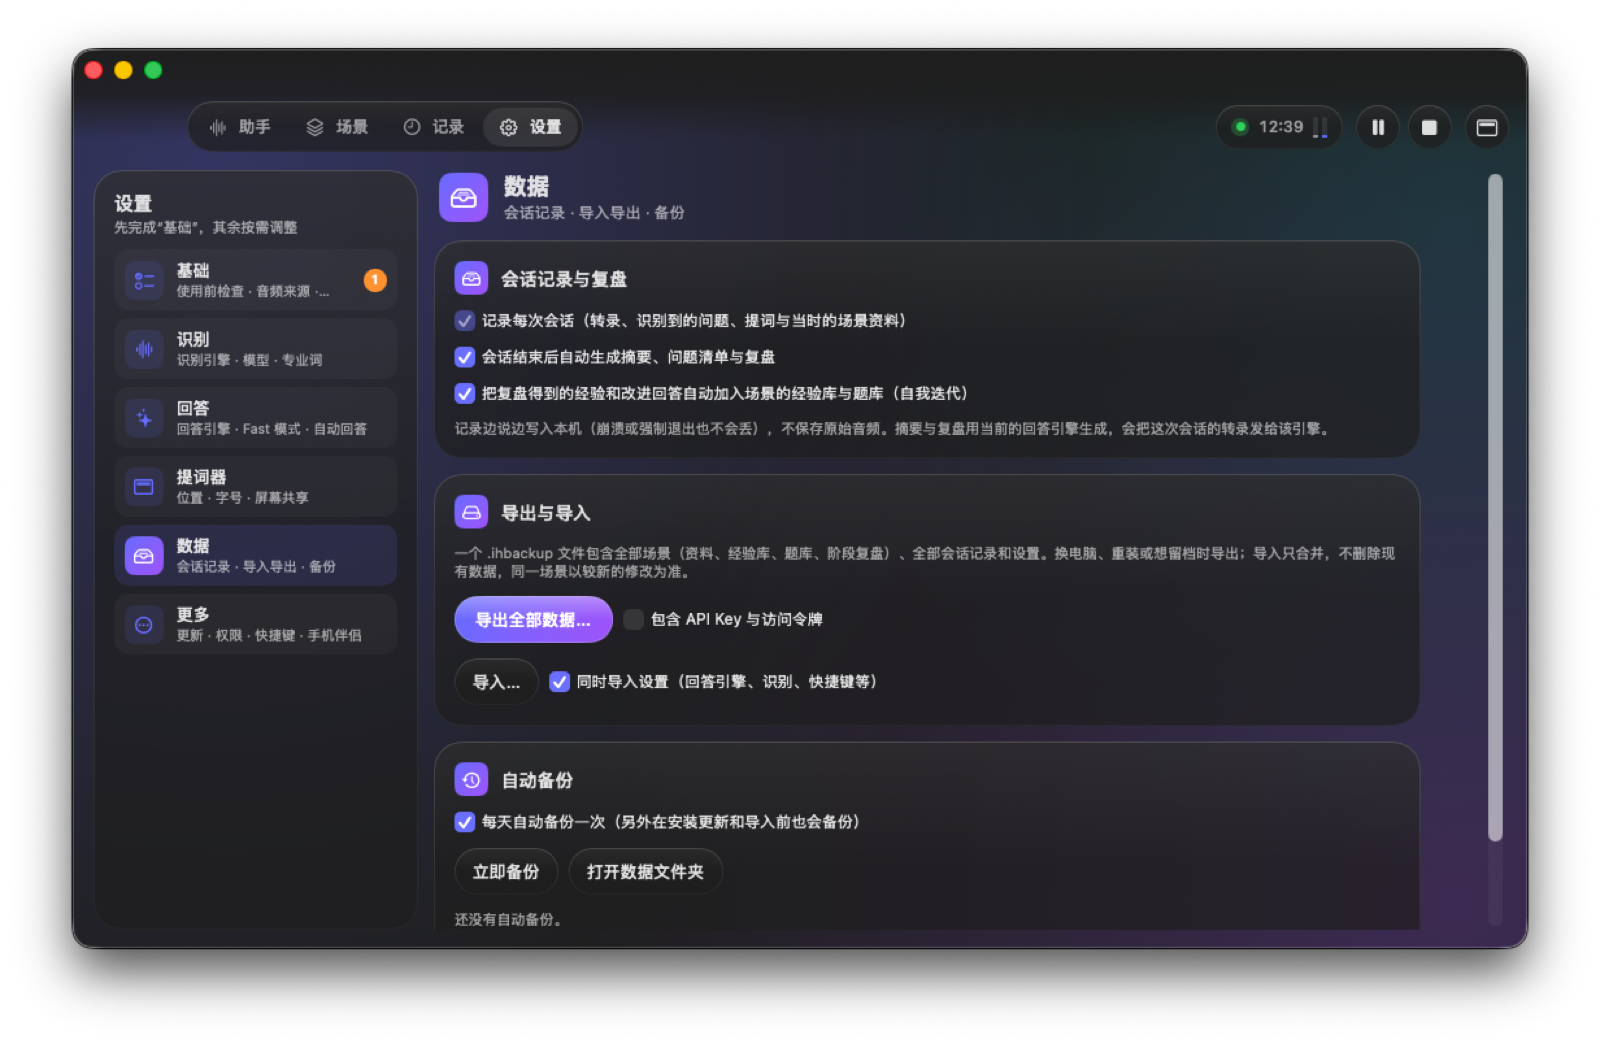 助手
场景
记录
设置
12:39
设置
先完成“基础”，其余按需调整
基础
使用前检查 · 音频来源 ·...
1
识别
识别引擎 · 模型 · 专业词
回答
回答引擎 · Fast 模式 · 自动回答
提词器
位置 · 字号 · 屏幕共享
数据
会话记录 · 导入导出 · 备份
更多
更新 · 权限 · 快捷键 · 手机伴侣
数据
会话记录 · 导入导出 · 备份
会话记录与复盘
记录每次会话（转录、识别到的问题、提词与当时的场景资料）
会话结束后自动生成摘要、问题清单与复盘
把复盘得到的经验和改进回答自动加入场景的经验库与题库（自我迭代）
记录边说边写入本机（崩溃或强制退出也不会丢），不保存原始音频。摘要与复盘用当前的回答引擎生成，会把这次会话的转录发给该引擎。
导出与导入
一个 .ihbackup 文件包含全部场景（资料、经验库、题库、阶段复盘）、全部会话记录和设置。换电脑、重装或想留档时导出；导入只合并，不删除现
有数据，同一场景以较新的修改为准。
导出全部数据...
包含 API Key 与访问令牌
导入...
同时导入设置（回答引擎、识别、快捷键等）
自动备份
每天自动备份一次（另外在安装更新和导入前也会备份）
立即备份
打开数据文件夹
还没有自动备份。